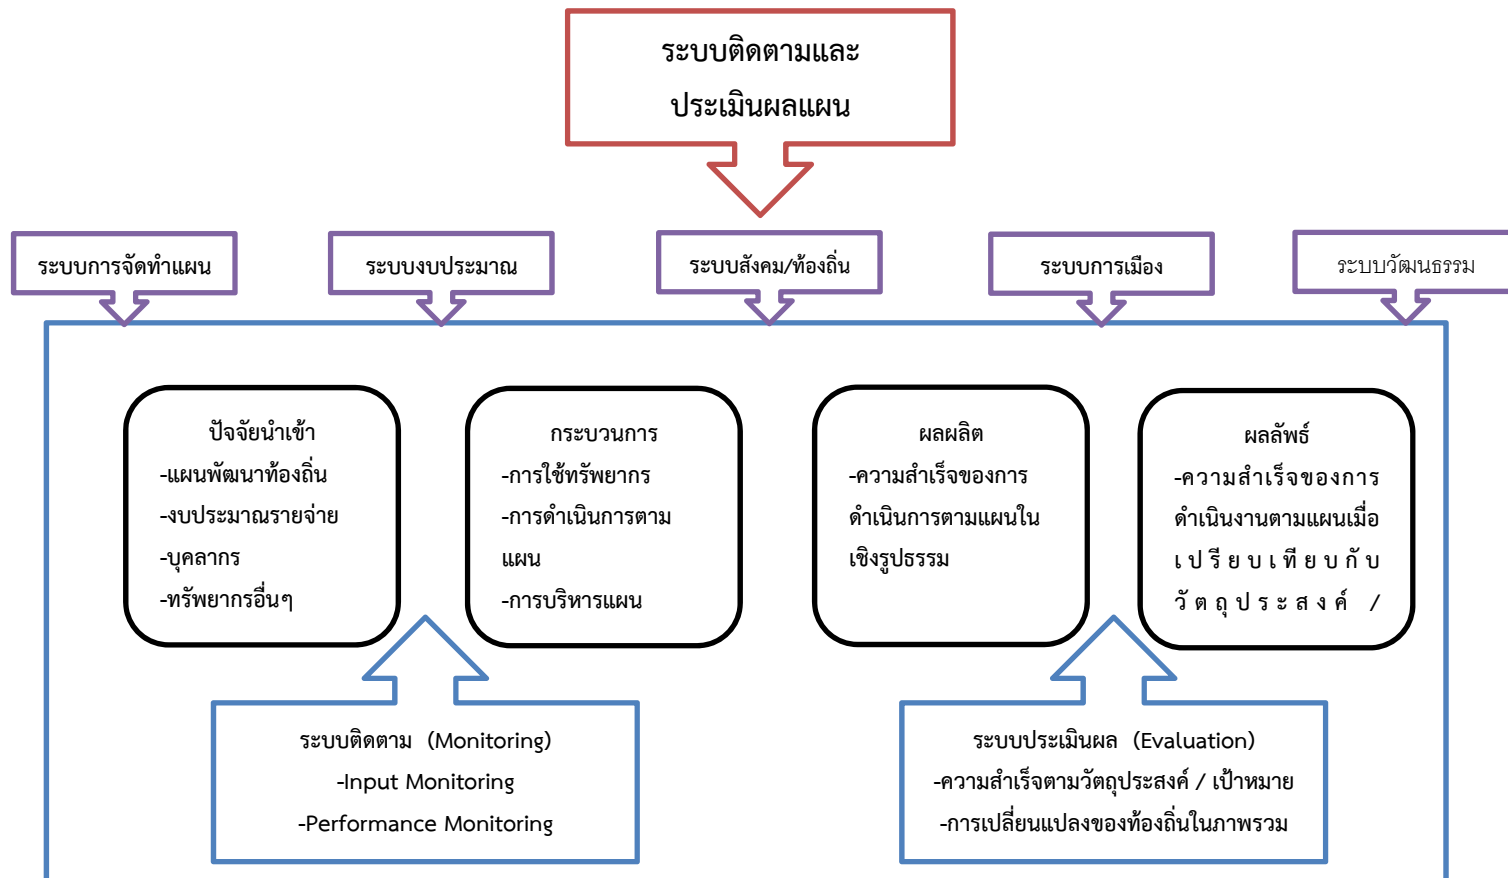 ระบบติดตามและ
ประเมินผลแผน
ระบบการจัดทำแผน
ระบบงบประมาณ
ระบบสังคม/ท้องถิ่น
ระบบการเมือง
ระบบวัฒนธรรม
ปัจจัยนำเข้า
-แผนพัฒนาท้องถิ่น
-งบประมาณรายจ่าย
-บุคลากร
-ทรัพยากรอื่นๆ
กระบวนการ
-การใช้ทรัพยากร
-การดำเนินการตาม
แผน
-การบริหารแผน
ผลผลิต
-ความสำเร็จของการ
ดำเนินการตามแผนใน
เชิงรูปธรรม
ผลลัพธ์
-ความสำเร็จของการ
ดำเนินงานตามแผนเมื่อ
เปรียบเทียบกับ
วัตถุประสงค์ /
ระบบติดตาม (Monitoring)
-Input Monitoring
-Performance Monitoring
ระบบประเมินผล (Evaluation)
-ความสำเร็จตามวัตถุประสงค์ / เป้าหมาย
-การเปลี่ยนแปลงของท้องถิ่นในภาพรวม